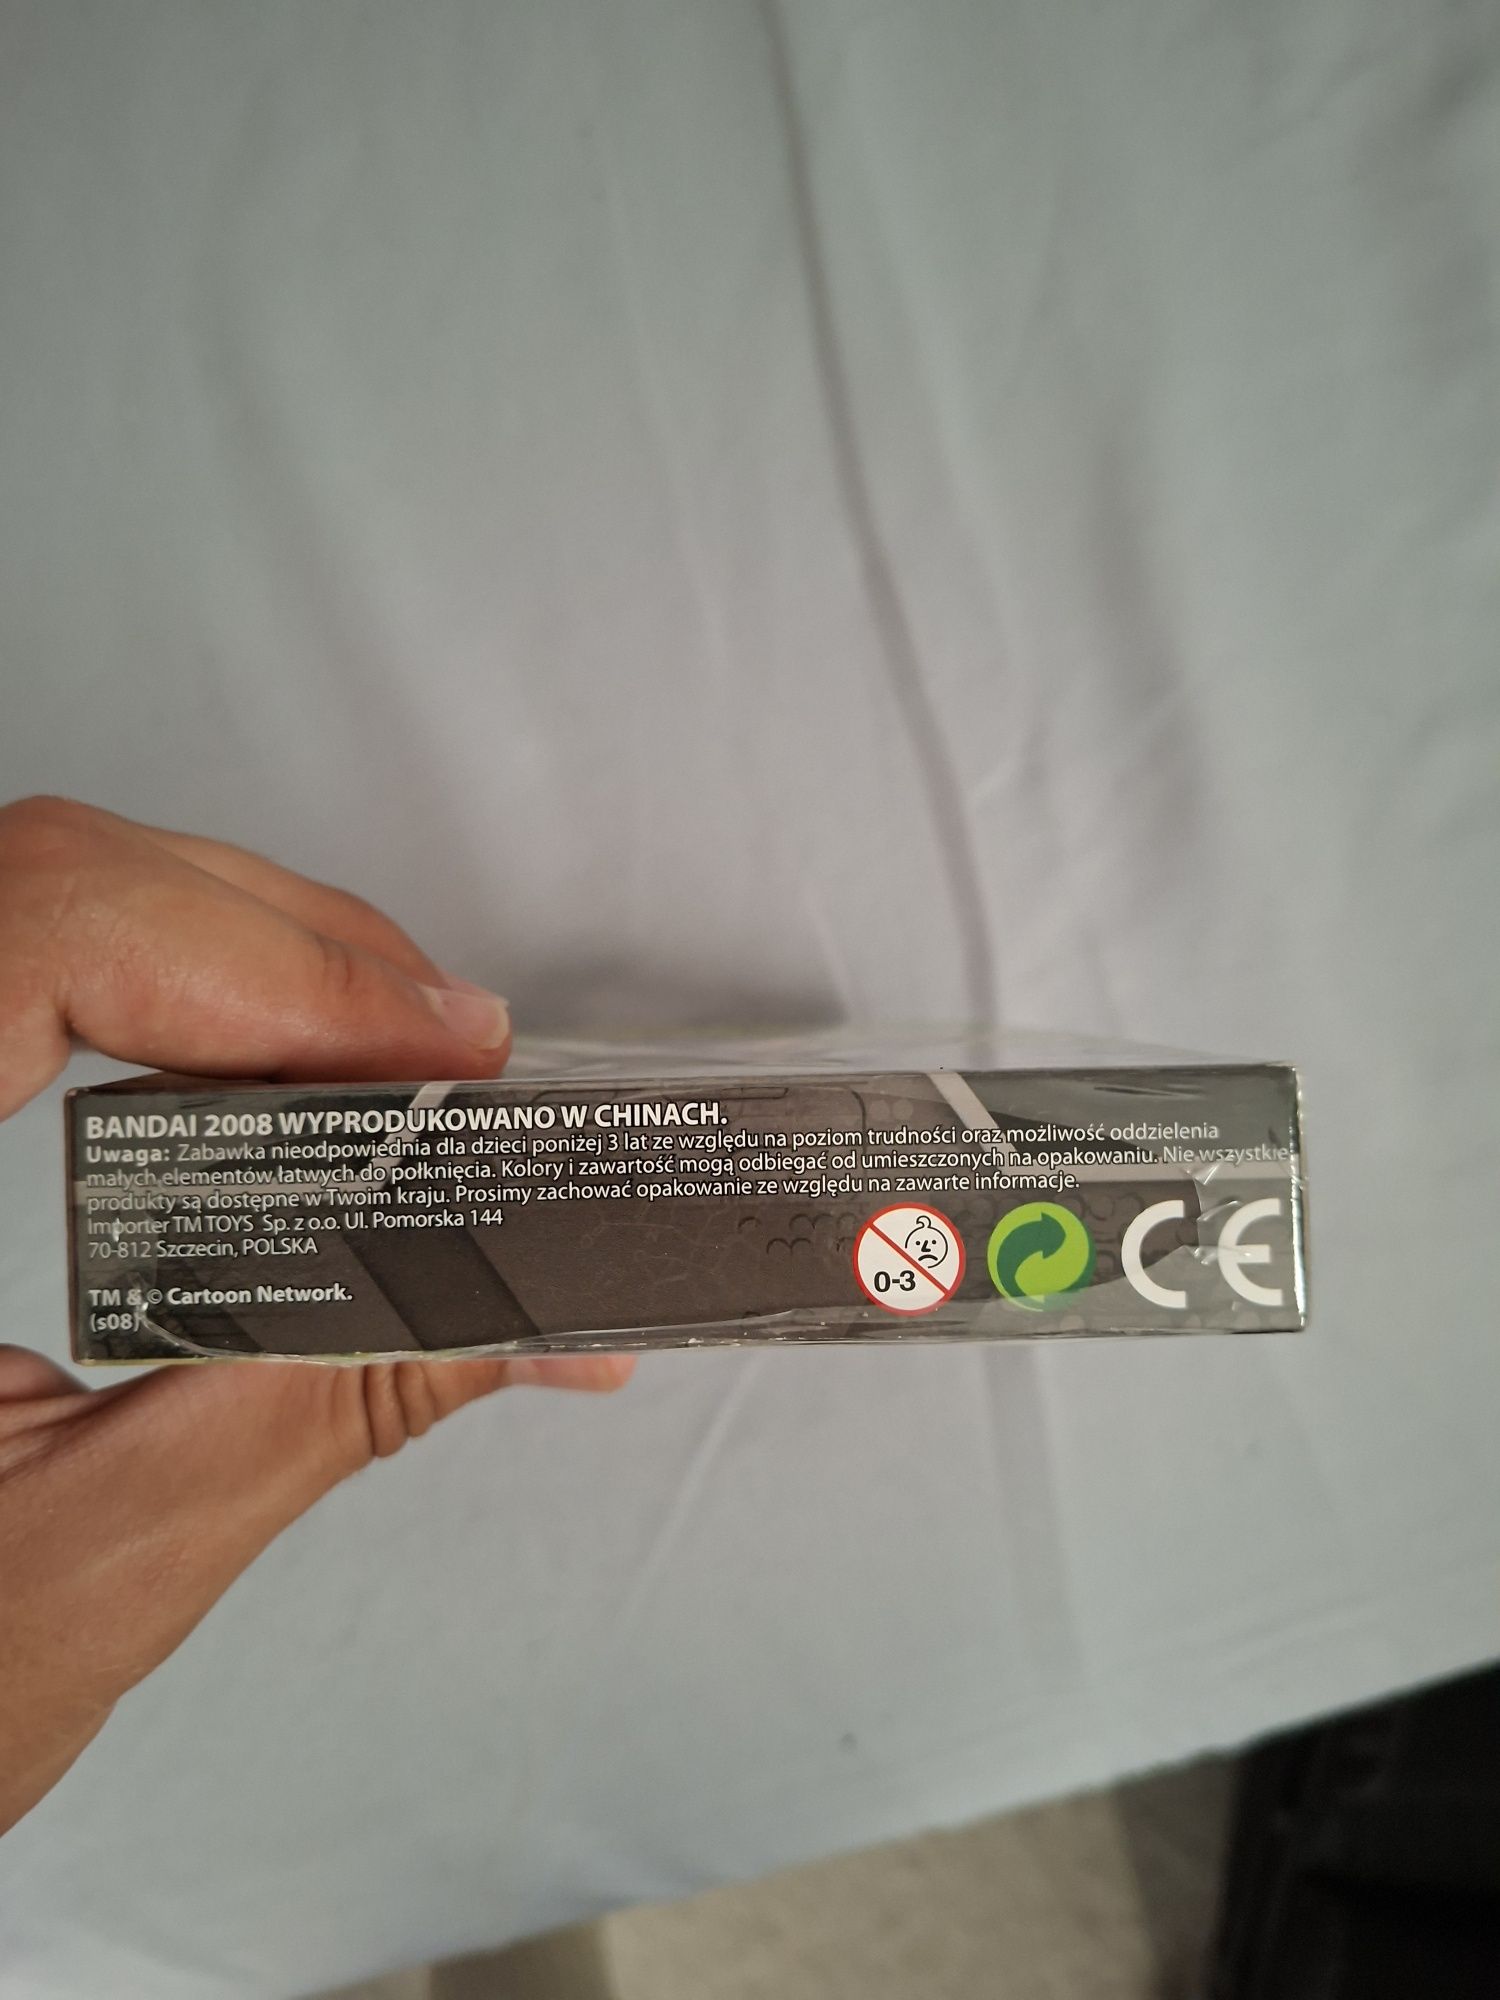 BANDAI 2008 WYPRODUKOWANO W CHINACH.
Uwaga: Zabawka nieodpowiednia dla dzieci poniżej 3 lat ze względu na poziom trudności oraz możliwość oddzielenia
małych elementów łatwych do połknięcia. Kolory i zawartość mogą odbiegać od umieszczonych na opakowaniu. Nie wszystkie
produkty są dostępne w Twoim kraju. Prosimy zachować opakowanie ze względu na zawarte informacje.
Importer TM TOYS Sp. z o.o. Ul. Pomorska 144
70-812 Szczecin, POLSKA
TM & © Cartoon Network.
(s08)
0-3
CE